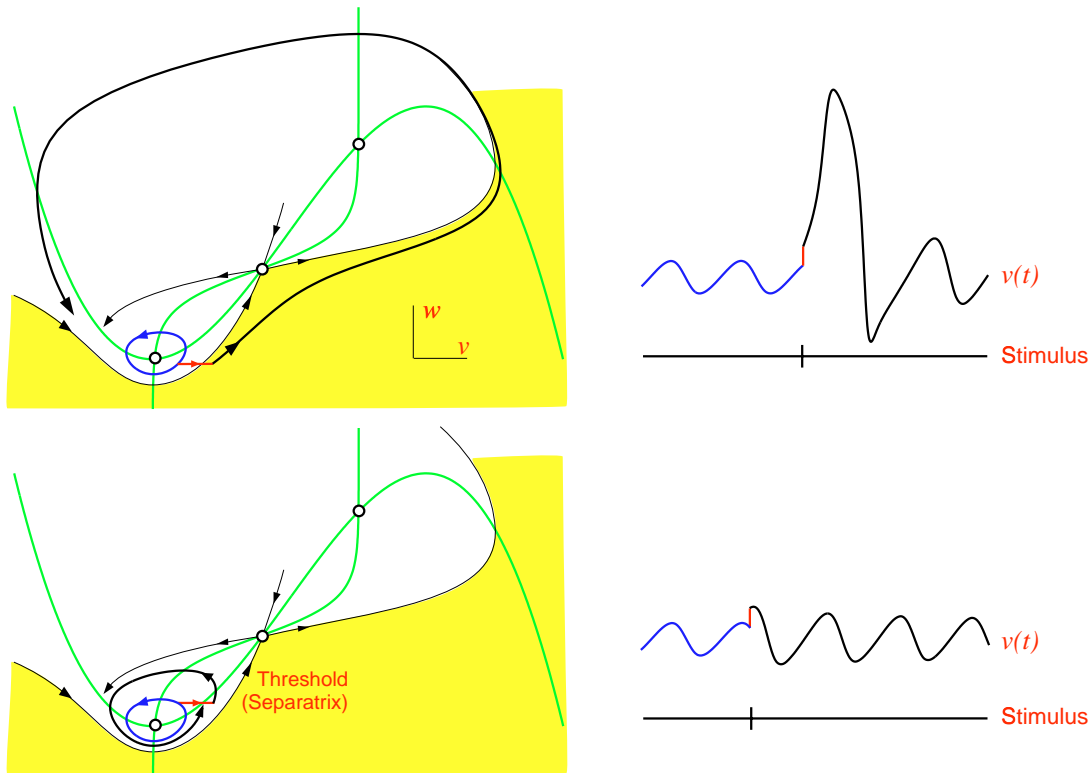 w
v
v(t)
Stimulus
Threshold
(Separatrix)
v(t)
Stimulus